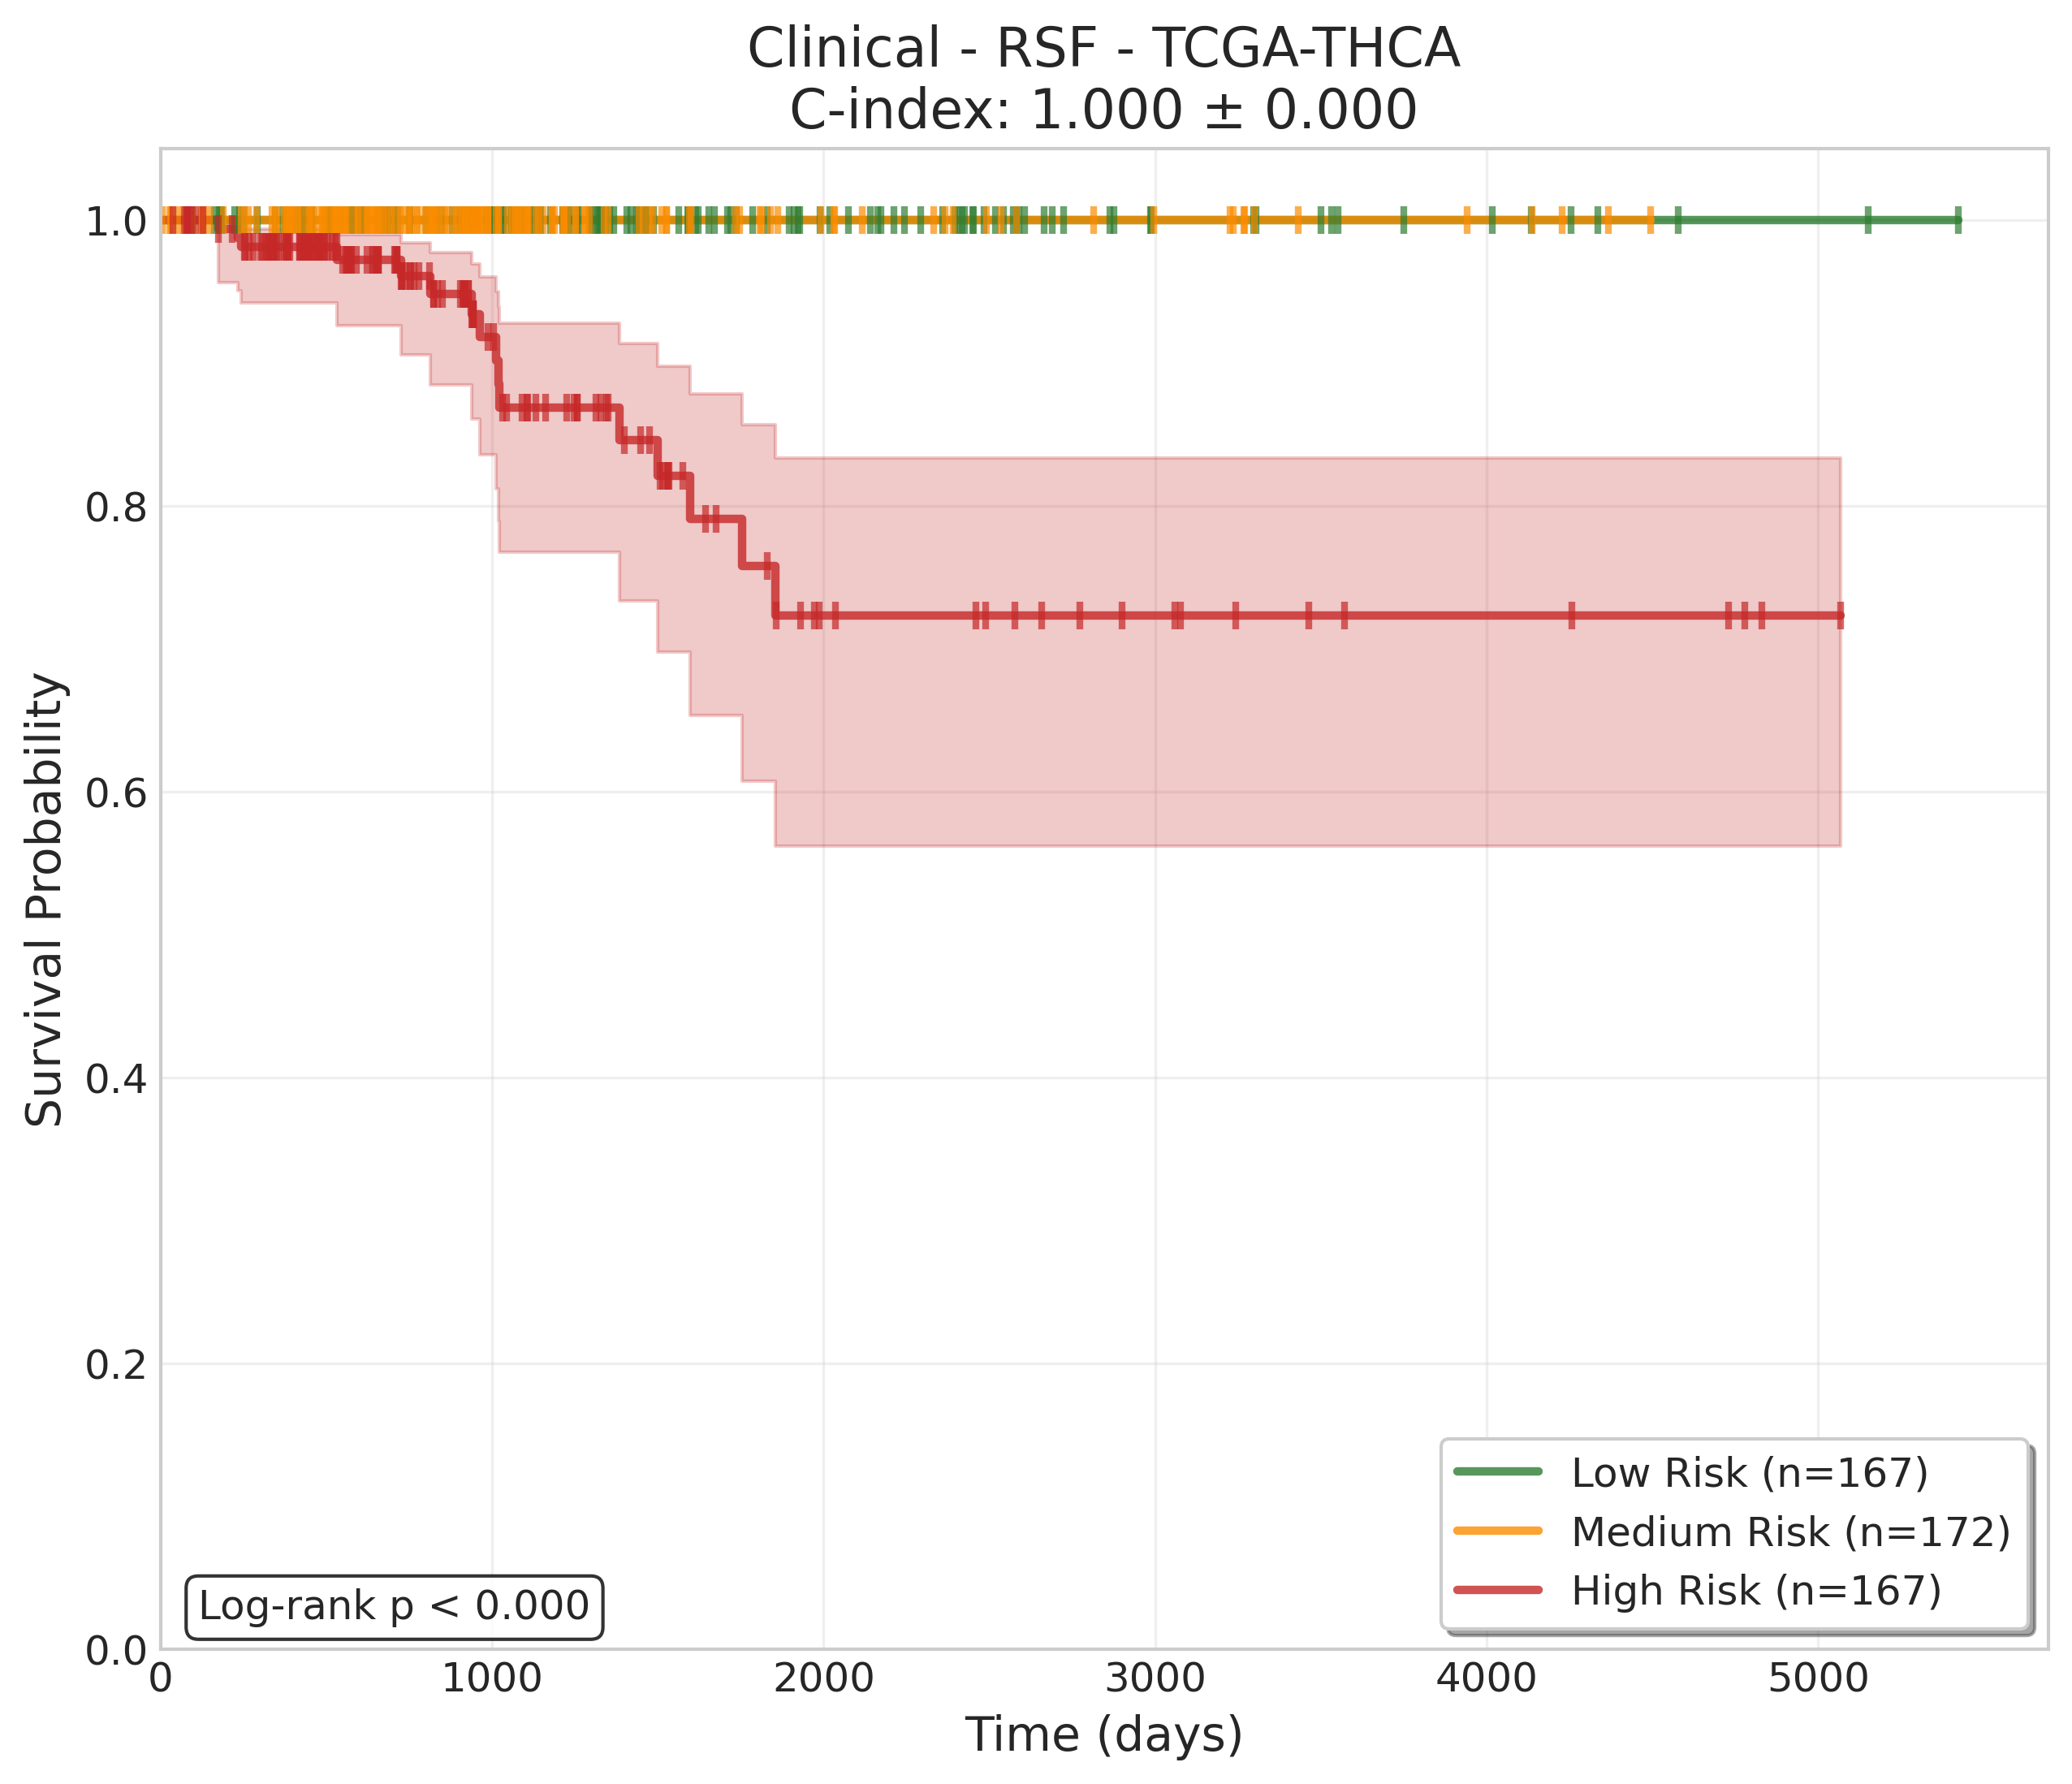 Clinical - RSF - TCGA-THCA
C-index: 1.000 ± 0.000
Survival Probability
1.0
0.8
0.6
0.4
0.2
0.0
Low Risk (n=167)
Medium Risk (n=172)
High Risk (n=167)
Log-rank p < 0.000
0 1000 2000 3000 4000 5000
Time (days)